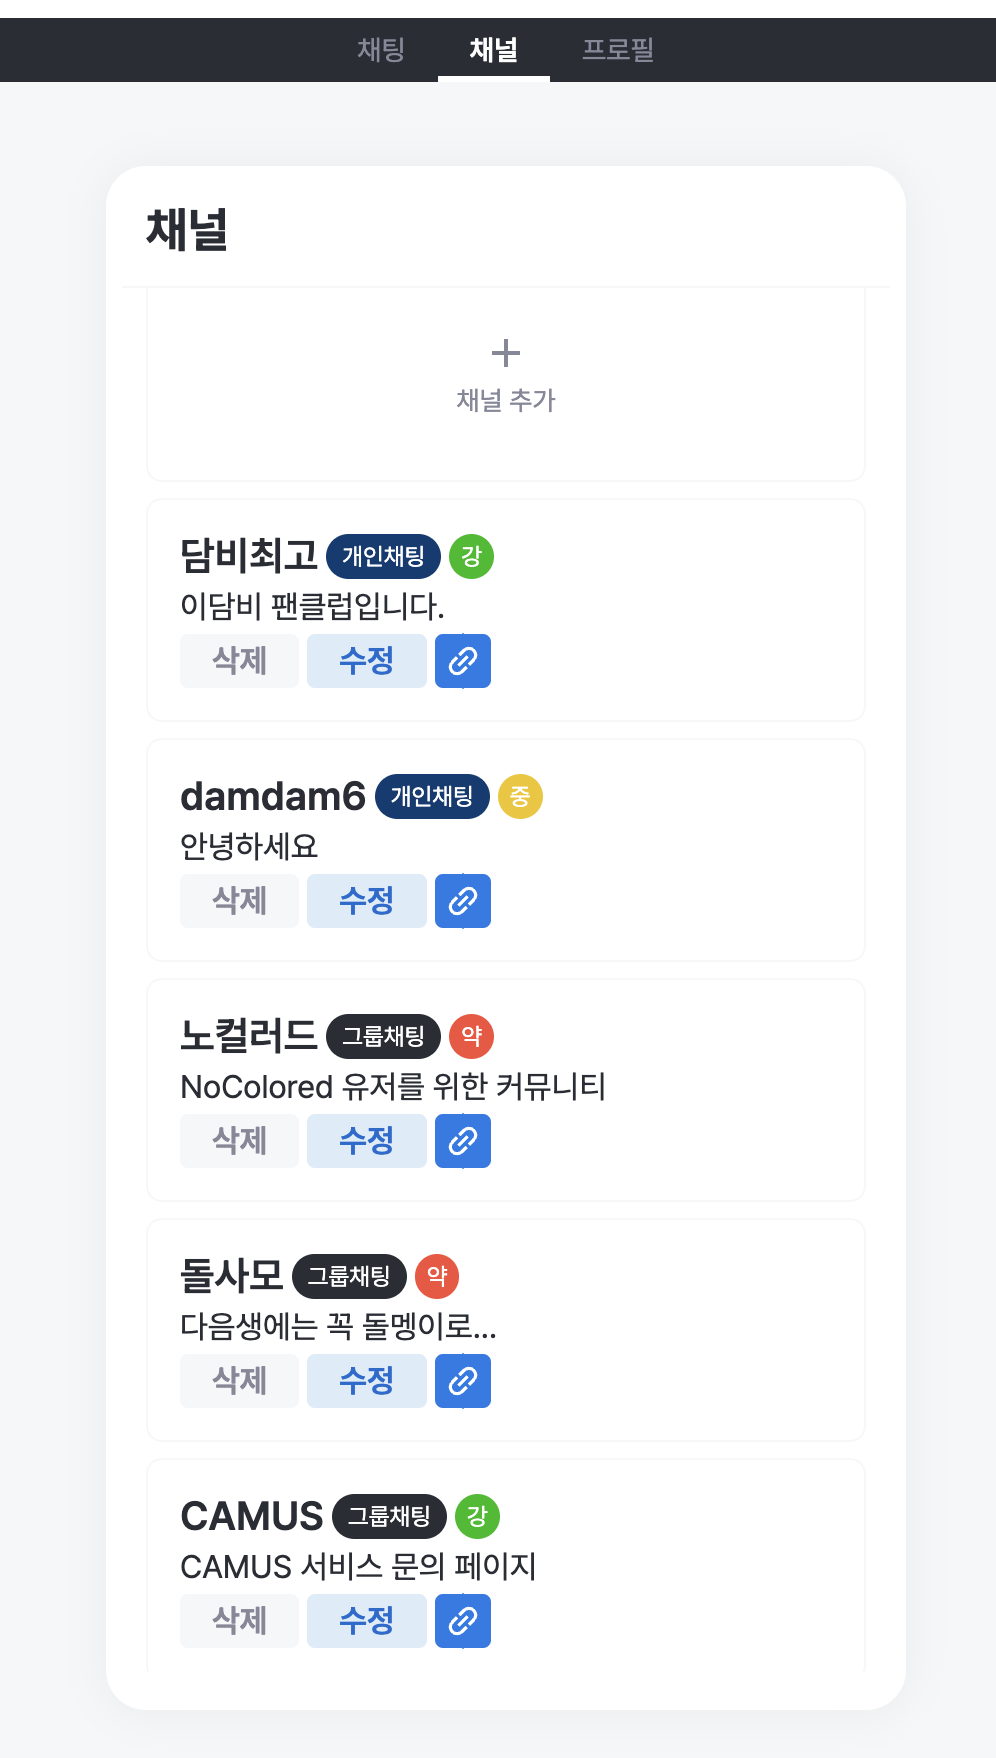 채팅 채널 프로필
채널
채널 추가
담비최고 개인채팅 강
이담비 팬클럽입니다.
삭제 수정
damdam6 개인채팅 중
안녕하세요
삭제 수정
노컬러드 그룹채팅 약
NoColored 유저를 위한 커뮤니티
삭제 수정
돌사모 그룹채팅 약
다음생에는 꼭 돌멩이로...
삭제 수정
CAMUS 그룹채팅 강
CAMUS 서비스 문의 페이지
삭제 수정